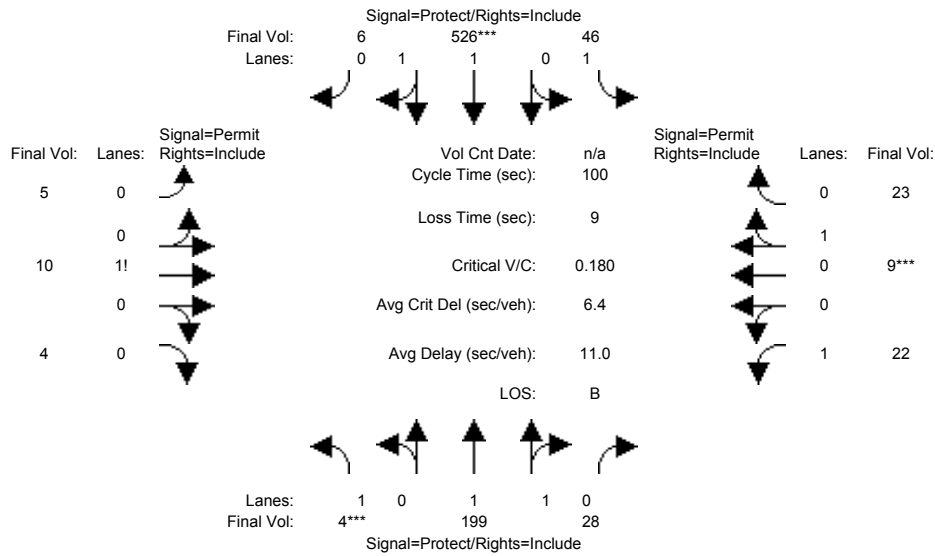 Signal=Protect/Rights=Include
Final Vol: 6 526*** 46
Lanes: 0 1 1 0 1
Signal=Permit Signal=Permit
Final Vol: Lanes: Rights=Include Vol Cnt Date: n/a Rights=Include Lanes: Final Vol:
Cycle Time (sec): 100
5 0 0 23
Loss Time (sec): 9
0 1
10 1! Critical V/C: 0.180 0 9***
0 Avg Crit Del (sec/veh): 6.4 0
4 0 Avg Delay (sec/veh): 11.0 1 22
LOS: B
Lanes: 1 0 1 1 0
Final Vol: 4*** 199 28
Signal=Protect/Rights=Include